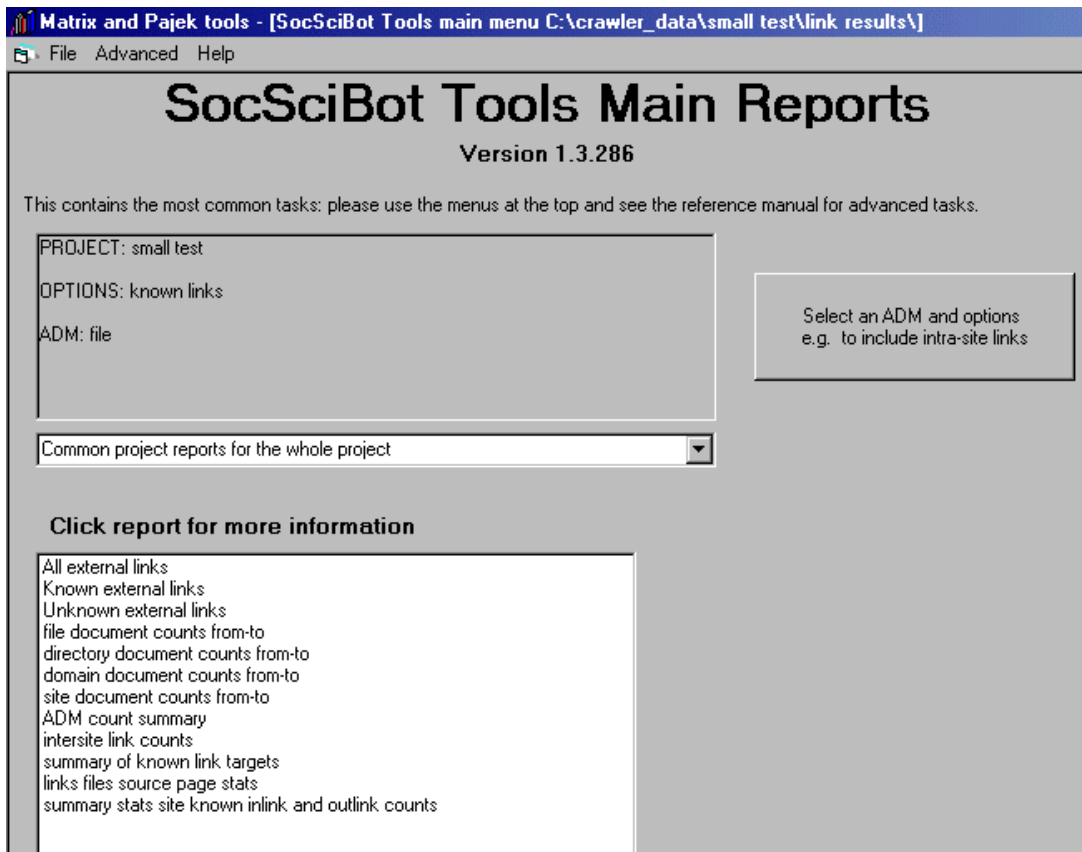 Matrix and Pajek tools - [SocSciBot Tools main menu C:\crawler_data\small test\link results\]
File Advanced Help
SocSciBot Tools Main Reports
Version 1.3.286
This contains the most common tasks: please use the menus at the top and see the reference manual for advanced tasks.
PROJECT: small test
OPTIONS: known links
ADM: file
Select an ADM and options
e.g. to include intra-site links
Common project reports for the whole project
Click report for more information
All external links
Known external links
Unknown external links
file document counts from-to
directory document counts from-to
domain document counts from-to
site document counts from-to
ADM count summary
intersite link counts
summary of known link targets
links files source page stats
summary stats site known inlink and outlink counts